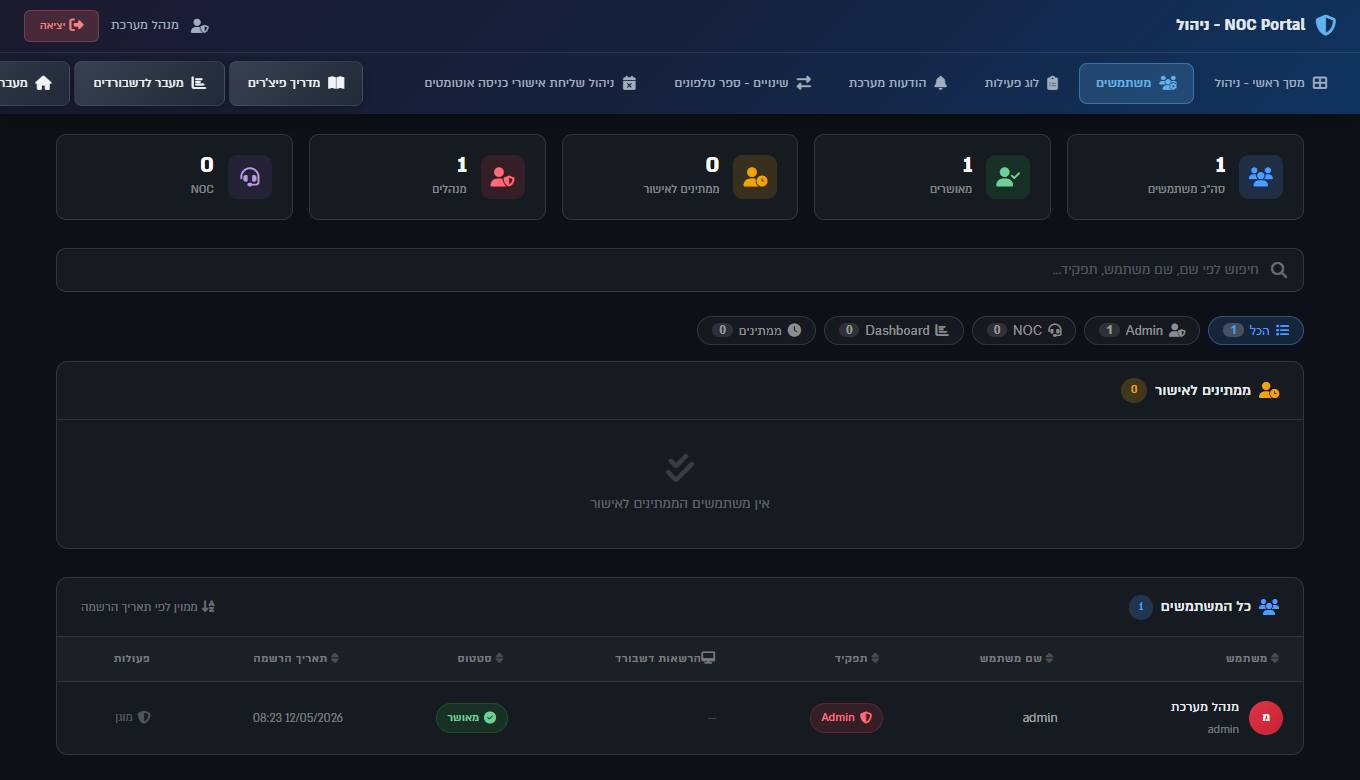 NOC Portal - ניהול
מנהל מערכת
יציאה
מסך ראשי - ניהול
משתמשים
לוג פעילות
הודעות מערכת
שינויים - ספר טלפונים
ניהול שליחת אישורי כניסה אוטומטים
מדריך פיצ'רים
מעבר לדשבורדים
1
סה"כ משתמשים
1
מאושרים
0
ממתינים לאישור
1
מנהלים
0
NOC
חיפוש לפי שם, שם משתמש, תפקיד...
הכל 1
Admin 1
NOC 0
Dashboard 0
ממתינים 0
ממתינים לאישור 0
אין משתמשים הממתינים לאישור
כל המשתמשים 1
ממוין לפי תאריך הרשמה
משתמש שם משתמש תפקיד הרשאות דשבורד סטטוס תאריך הרשמה פעולות
מ
מנהל מערכת
admin
admin
Admin
—
מאושר
12/05/2026 08:23
מוגן